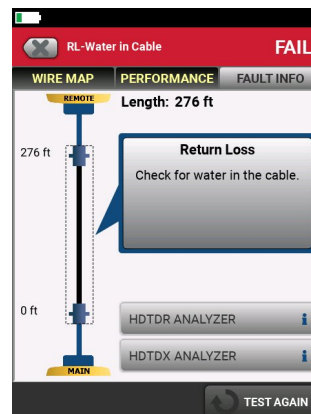 RL-Water in Cable
FAIL
WIRE MAP
PERFORMANCE
FAULT INFO
REMOTE
Length: 276 ft
276 ft
Return Loss
Check for water in the cable.
0 ft
HDTDR ANALYZER
i
HDTDX ANALYZER
i
MAIN
TEST AGAIN